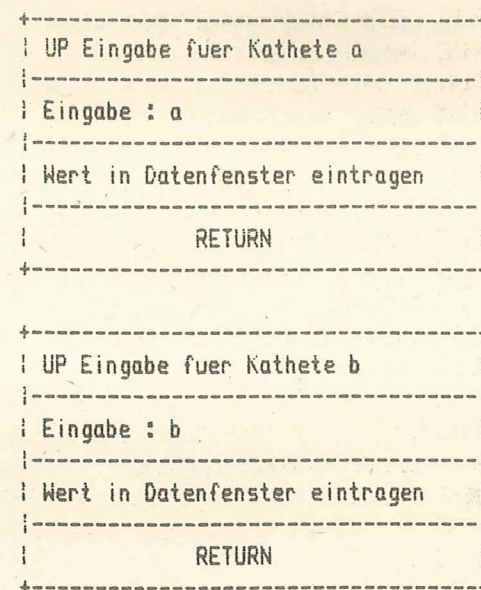 UP Eingabe fuer Kathete a
Eingabe : a
Wert in Datenfenster eintragen
RETURN
UP Eingabe fuer Kathete b
Eingabe : b
Wert in Datenfenster eintragen
RETURN